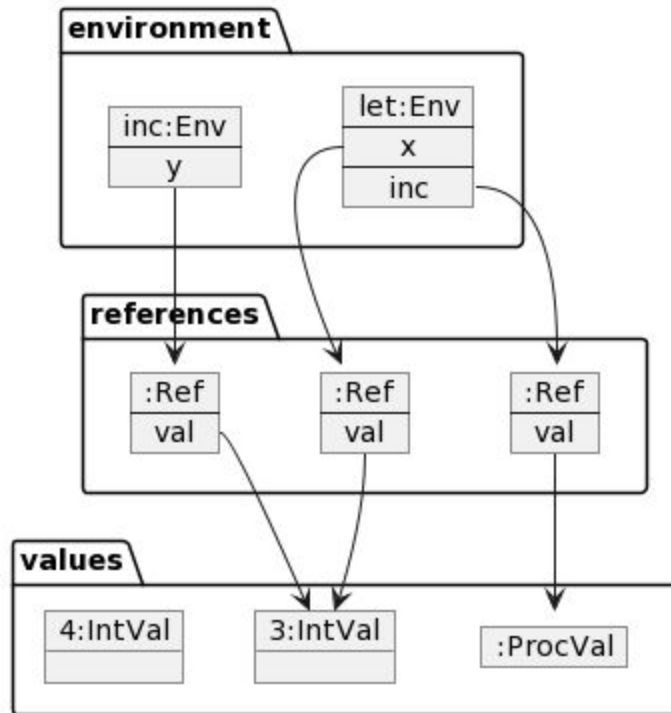 environment
inc:Env
y
let:Env
x
inc
references
:Ref
val
:Ref
val
:Ref
val
values
4:IntVal
3:IntVal
:ProcVal